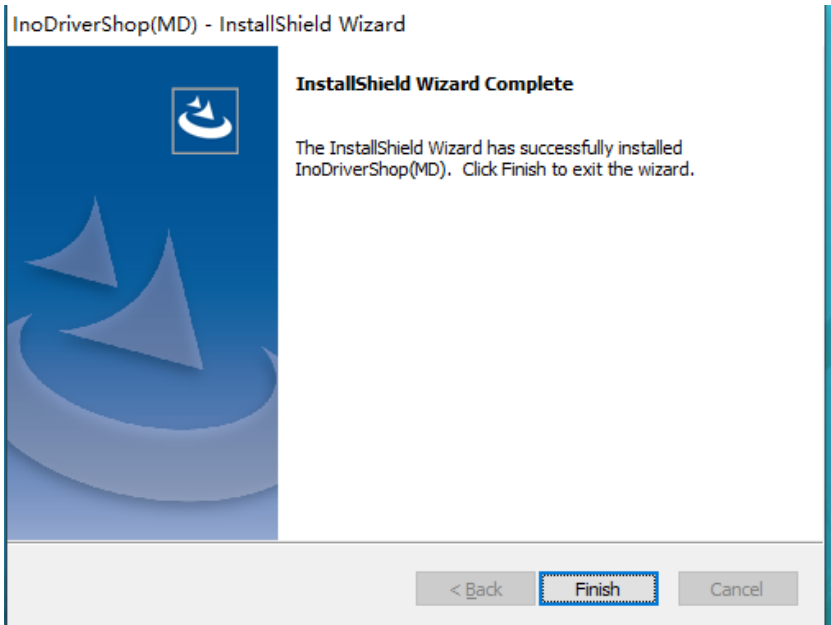 InoDriverShop(MD) - InstallShield Wizard
InstallShield Wizard Complete
The InstallShield Wizard has successfully installed
InoDriverShop(MD).  Click Finish to exit the wizard.
< Back
Finish
Cancel